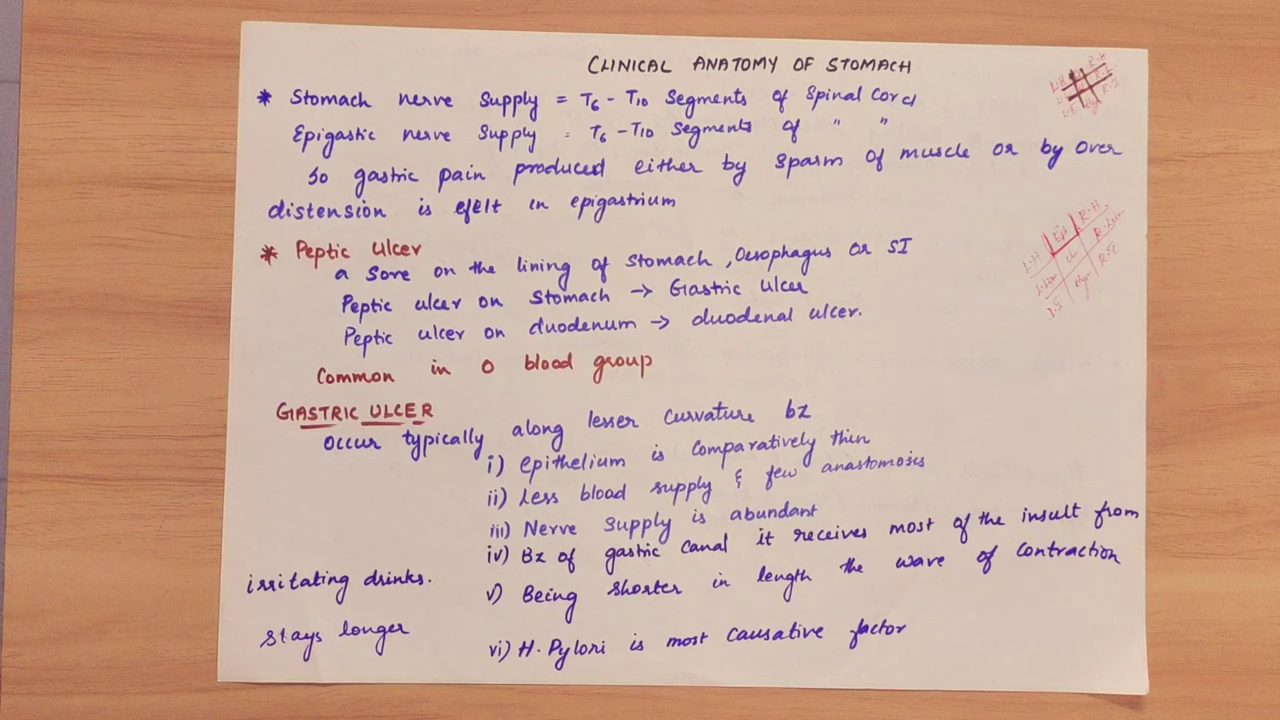 CLINICAL ANATOMY OF STOMACH
* Stomach nerve supply = T6 - T10 Segments of Spinal Cord
Epigastic nerve supply = T6 - T10 Segments of " "
so gastric pain produced either by spasm of muscle or by over
distension is efelt in epigastrium
* Peptic ulcer
a sore on the lining of stomach, Oesophagus or SI
Peptic ulcer on stomach → Gastric Ulcer
Peptic ulcer on duodenum → duodenal ulcer.
Common in O blood group
GASTRIC ULCER
occur typically along lesser curvature bz
i) epithelium is comparatively thin
ii) Less blood supply & few anastomosis
iii) Nerve supply is abundant
iv) Bz of gastric canal it receives most of the insult from
irritating drinks.
v) Being shorter in length the wave of contraction
stays longer
vi) H. Pylori is most causative factor
L.H Epi R.H